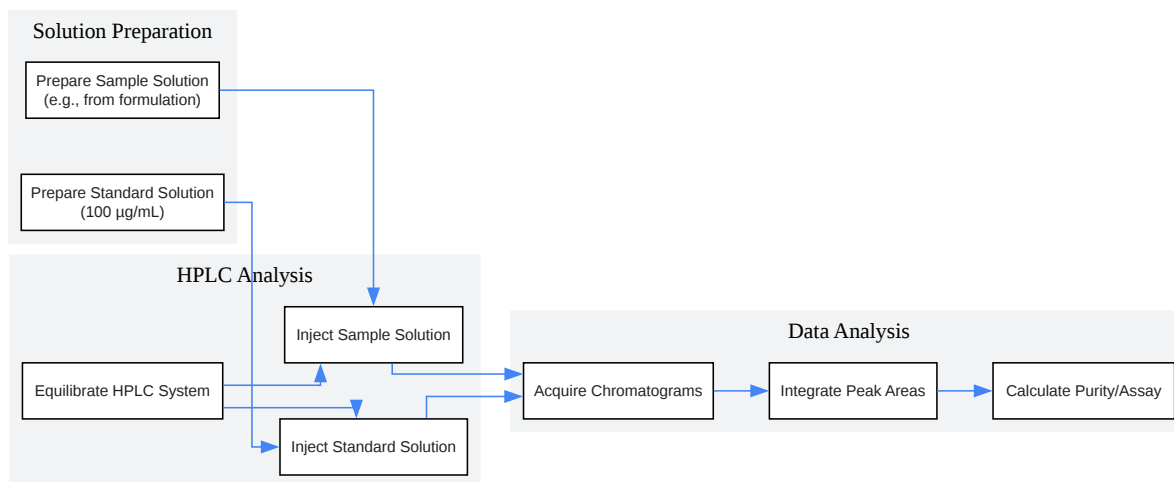 Solution Preparation
Prepare Sample Solution
(e.g., from formulation)
Prepare Standard Solution
(100 µg/mL)
HPLC Analysis
Inject Sample Solution
Equilibrate HPLC System
Inject Standard Solution
Data Analysis
Acquire Chromatograms
Integrate Peak Areas
Calculate Purity/Assay